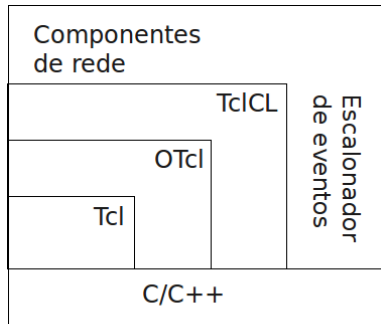 Componentes
de rede
TclCL
OTcl
Tcl
Escalonador
de eventos
C/C++